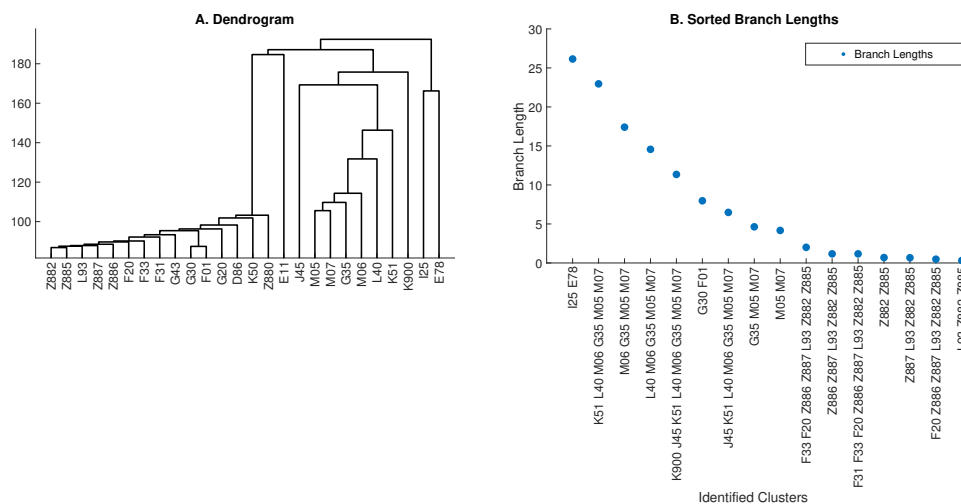 A. Dendrogram
180
160
140
120
100
Z882
Z885
L93
Z887
Z886
F20
F33
F31
G43
G30
F01
G20
D86
K50
Z880
E11
J45
M05
M07
G35
M06
L40
K51
K900
I25
E78
B. Sorted Branch Lengths
Branch Lengths
30
25
20
15
10
5
0
Branch Length
I25 E78
K51 L40 M06 G35 M05 M07
M06 G35 M05 M07
L40 M06 G35 M05 M07
K900 J45 K51 L40 M06 G35 M05 M07
G30 F01
J45 K51 L40 M06 G35 M05 M07
G35 M05 M07
M05 M07
F33 F20 Z886 Z887 L93 Z882 Z885
Z886 Z887 L93 Z882 Z885
F31 F33 F20 Z886 Z887 L93 Z882 Z885
Z882 Z885
Z887 L93 Z882 Z885
F20 Z886 Z887 L93 Z882 Z885
Identified Clusters